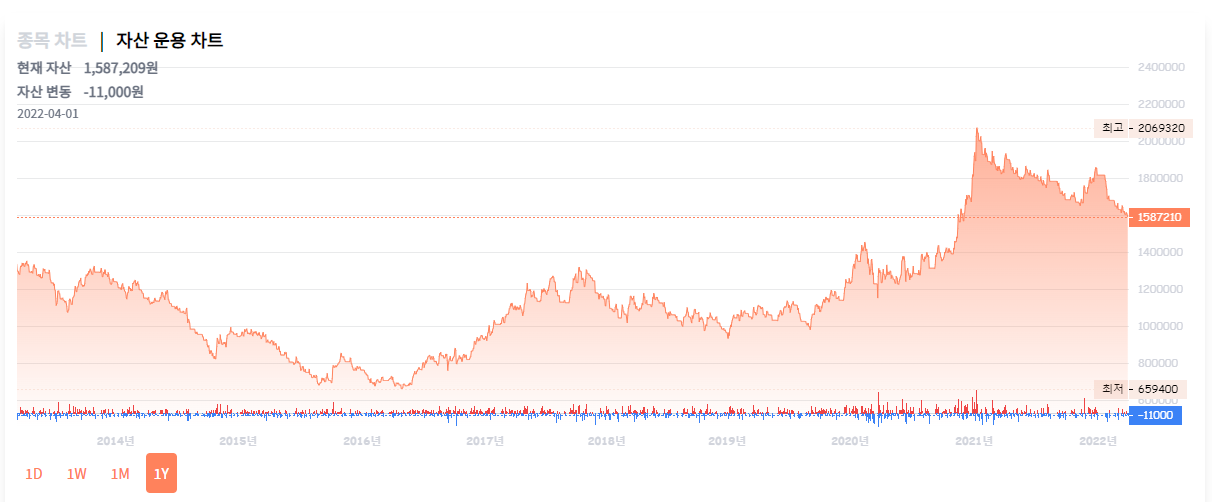 종목 차트 | 자산 운용 차트
현재 자산 1,587,209원
자산 변동 -11,000원
2022-04-01
2400000
2200000
최고 - 2069320
2000000
1800000
1587210
1400000
1200000
1000000
800000
최저 - 659400
600000
-11000
2014년 2015년 2016년 2017년 2018년 2019년 2020년 2021년 2022년
1D 1W 1M 1Y